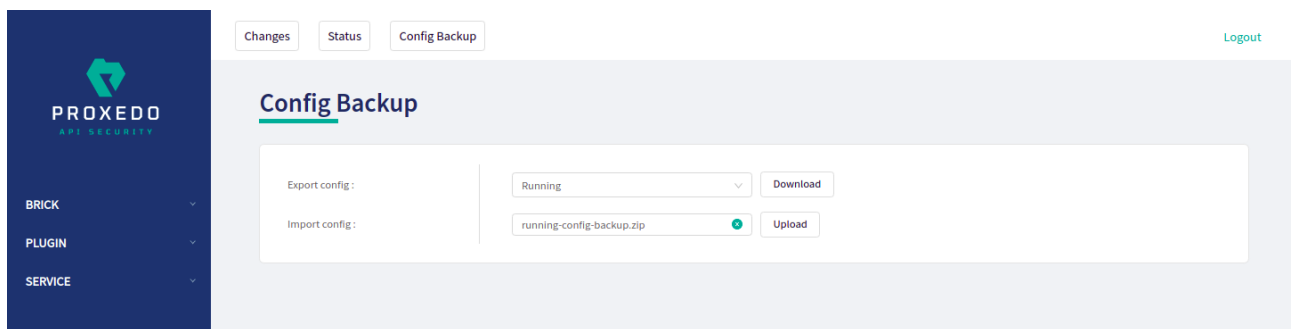 Changes Status Config Backup Logout
PROXEDO
API SECURITY
Config Backup
Export config : Running Download
Import config : running-config-backup.zip Upload
BRICK
PLUGIN
SERVICE